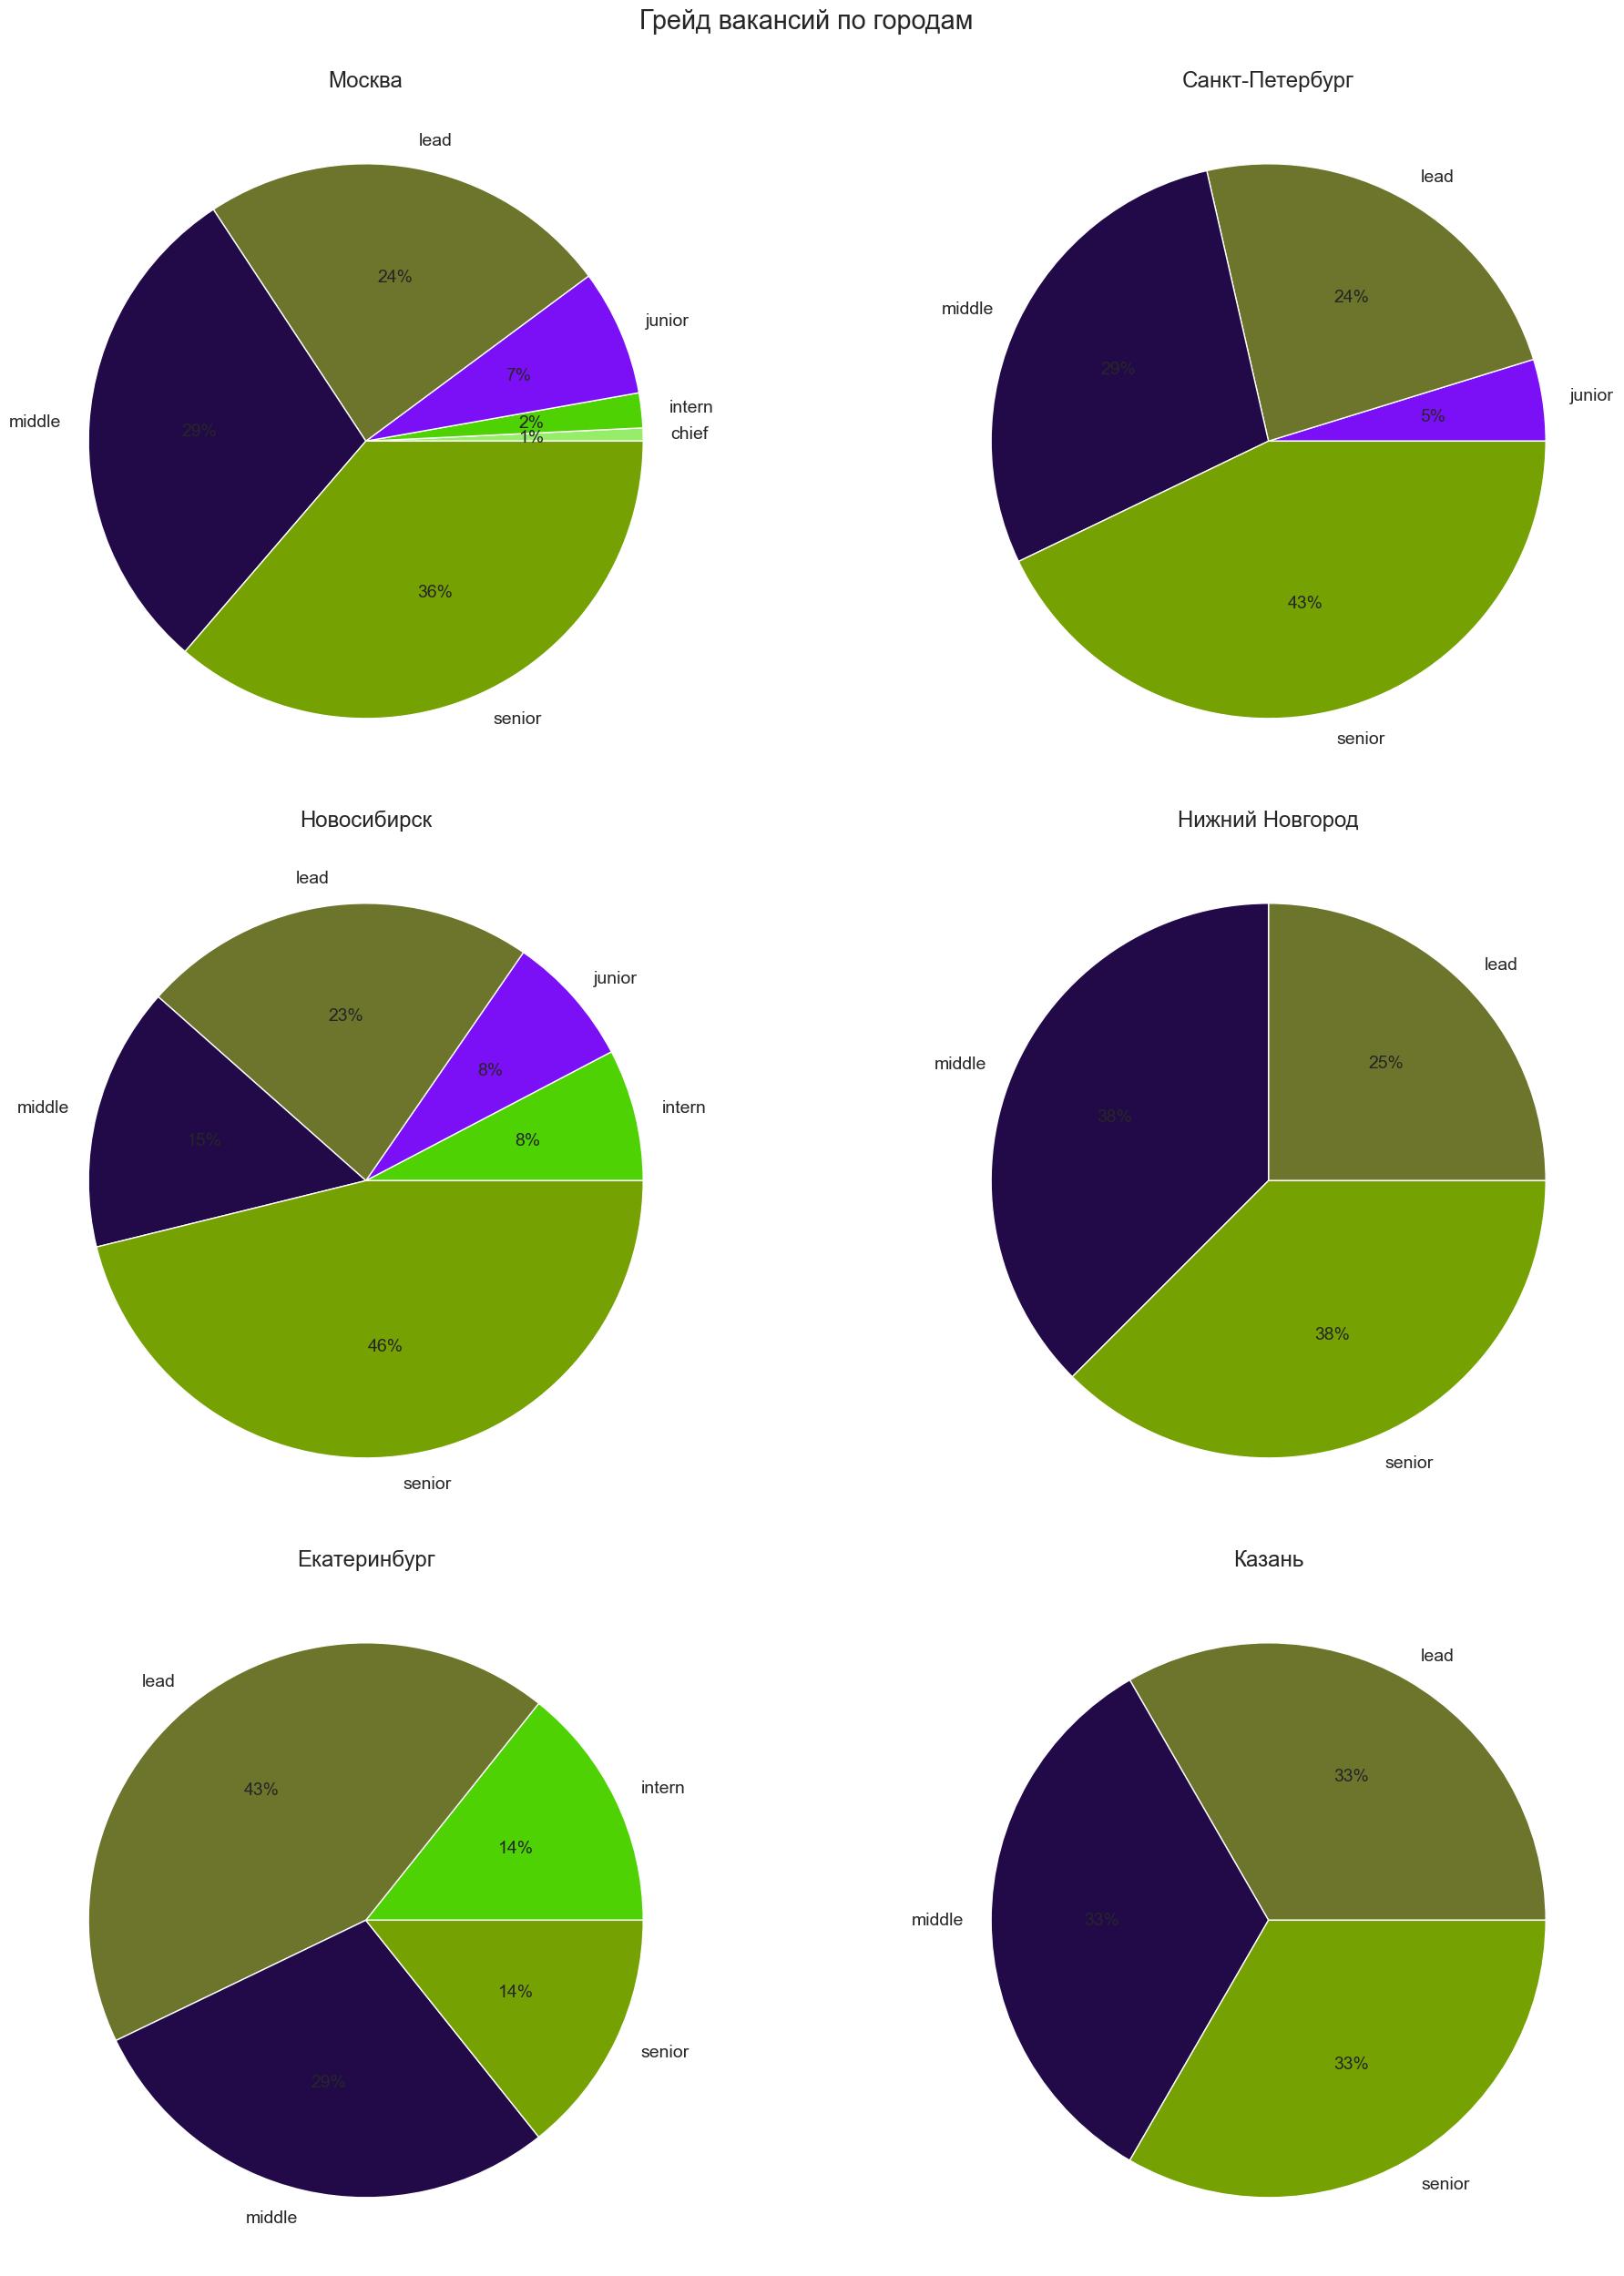 Грейд вакансий по городам
Москва
lead
24%
junior
7%
middle
29%
intern
2%
chief
1%
36%
senior
Санкт-Петербург
lead
24%
middle
29%
junior
5%
43%
senior
Новосибирск
lead
23%
junior
8%
middle
15%
intern
8%
46%
senior
Нижний Новгород
lead
25%
middle
38%
38%
senior
Екатеринбург
lead
43%
intern
14%
14%
senior
29%
middle
Казань
lead
33%
middle
33%
33%
senior